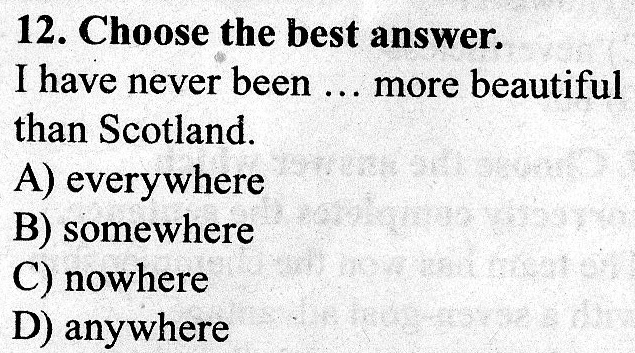 12. Choose the best answer.
I have never been ... more beautiful
than Scotland.
A) everywhere
B) somewhere
C) nowhere
D) anywhere